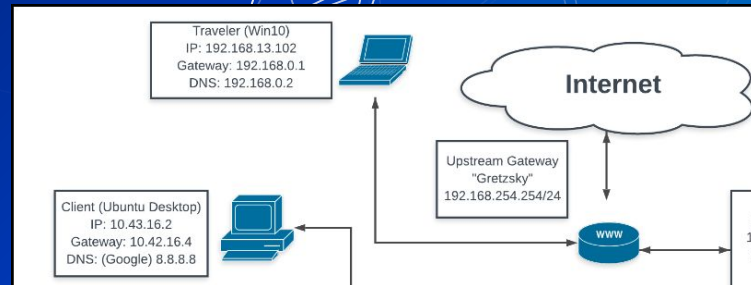 Traveler (Win10)
IP: 192.168.13.102
Gateway: 192.168.0.1
DNS: 192.168.0.2
Internet
Upstream Gateway
"Gretzsky"
192.168.254.254/24
Client (Ubuntu Desktop)
IP: 10.43.16.2
Gateway: 10.42.16.4
DNS: (Google) 8.8.8.8
WWW
1